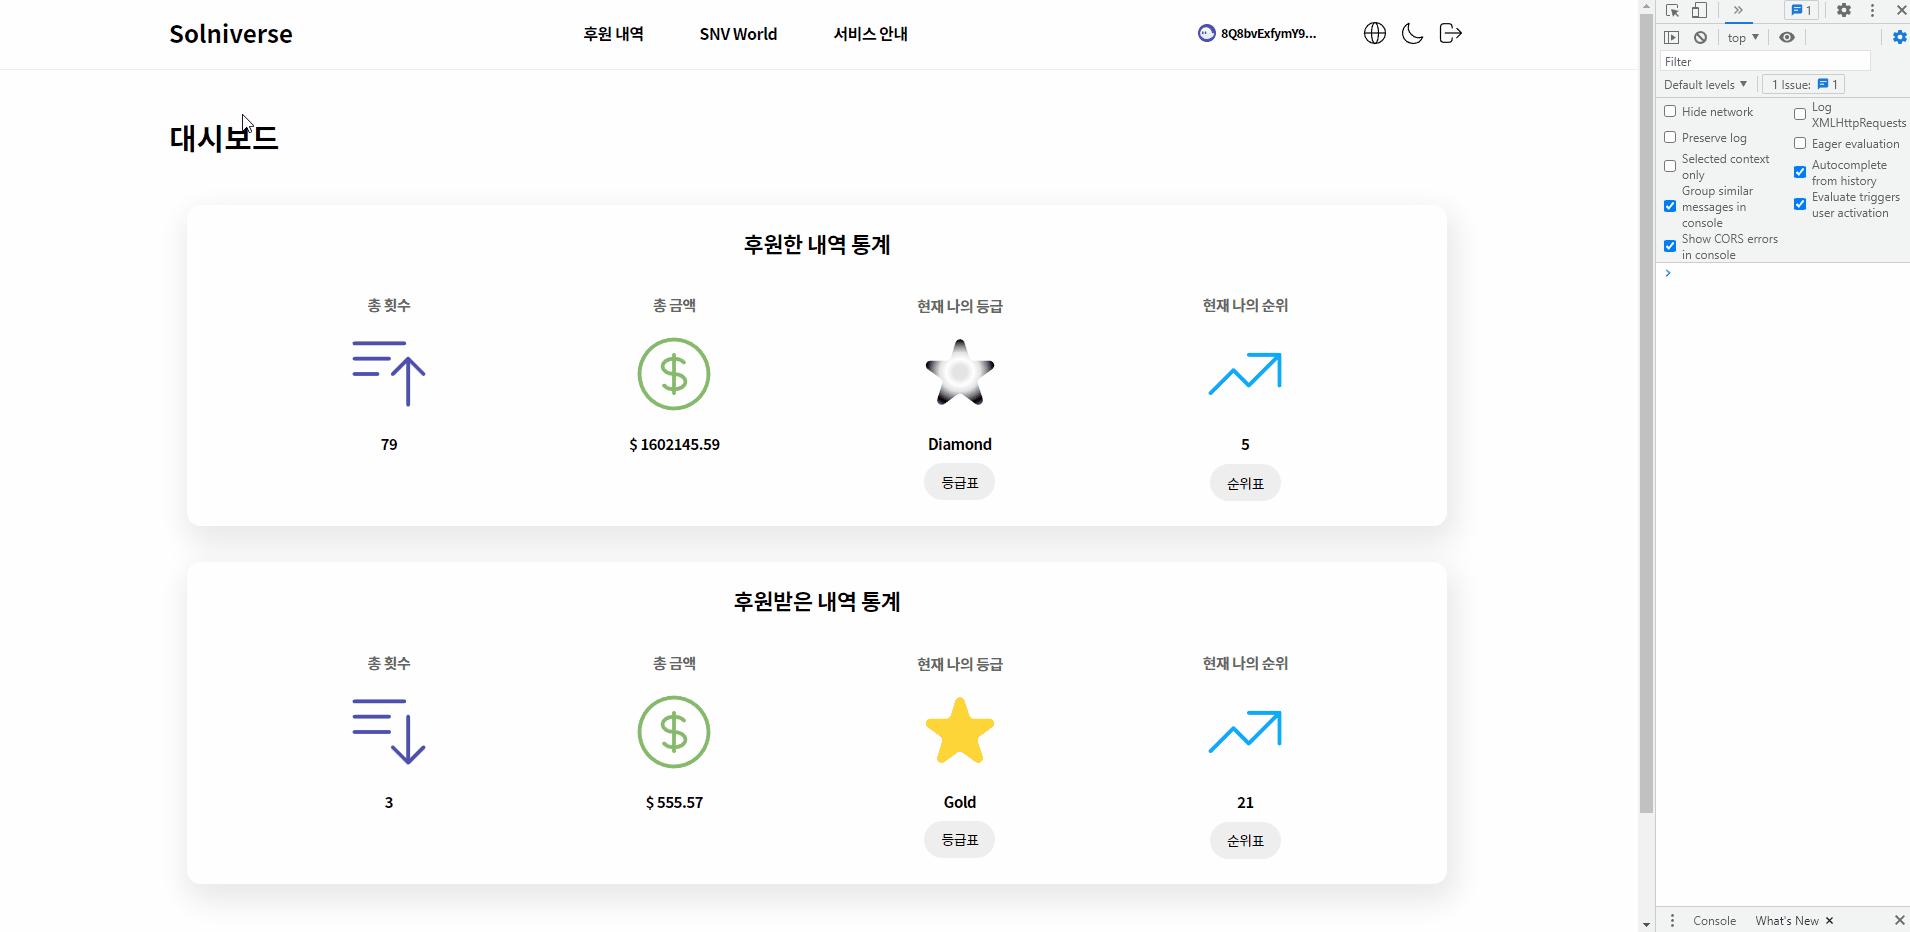 Solniverse
후원 내역
SNV World
서비스 안내
8Q8bvExfymY9...
대시보드
후원한 내역 통계
총 횟수
총 금액
현재 나의 등급
현재 나의 순위
79
$ 1602145.59
Diamond
5
등급표
순위표
후원받은 내역 통계
총 횟수
총 금액
현재 나의 등급
현재 나의 순위
3
$ 555.57
Gold
21
등급표
순위표
1
top
Filter
Default levels
1 Issue: 1
Hide network
Log XMLHttpRequests
Preserve log
Eager evaluation
Selected context only
Autocomplete from history
Group similar messages in console
Evaluate triggers user activation
Show CORS errors in console
Console
What's New